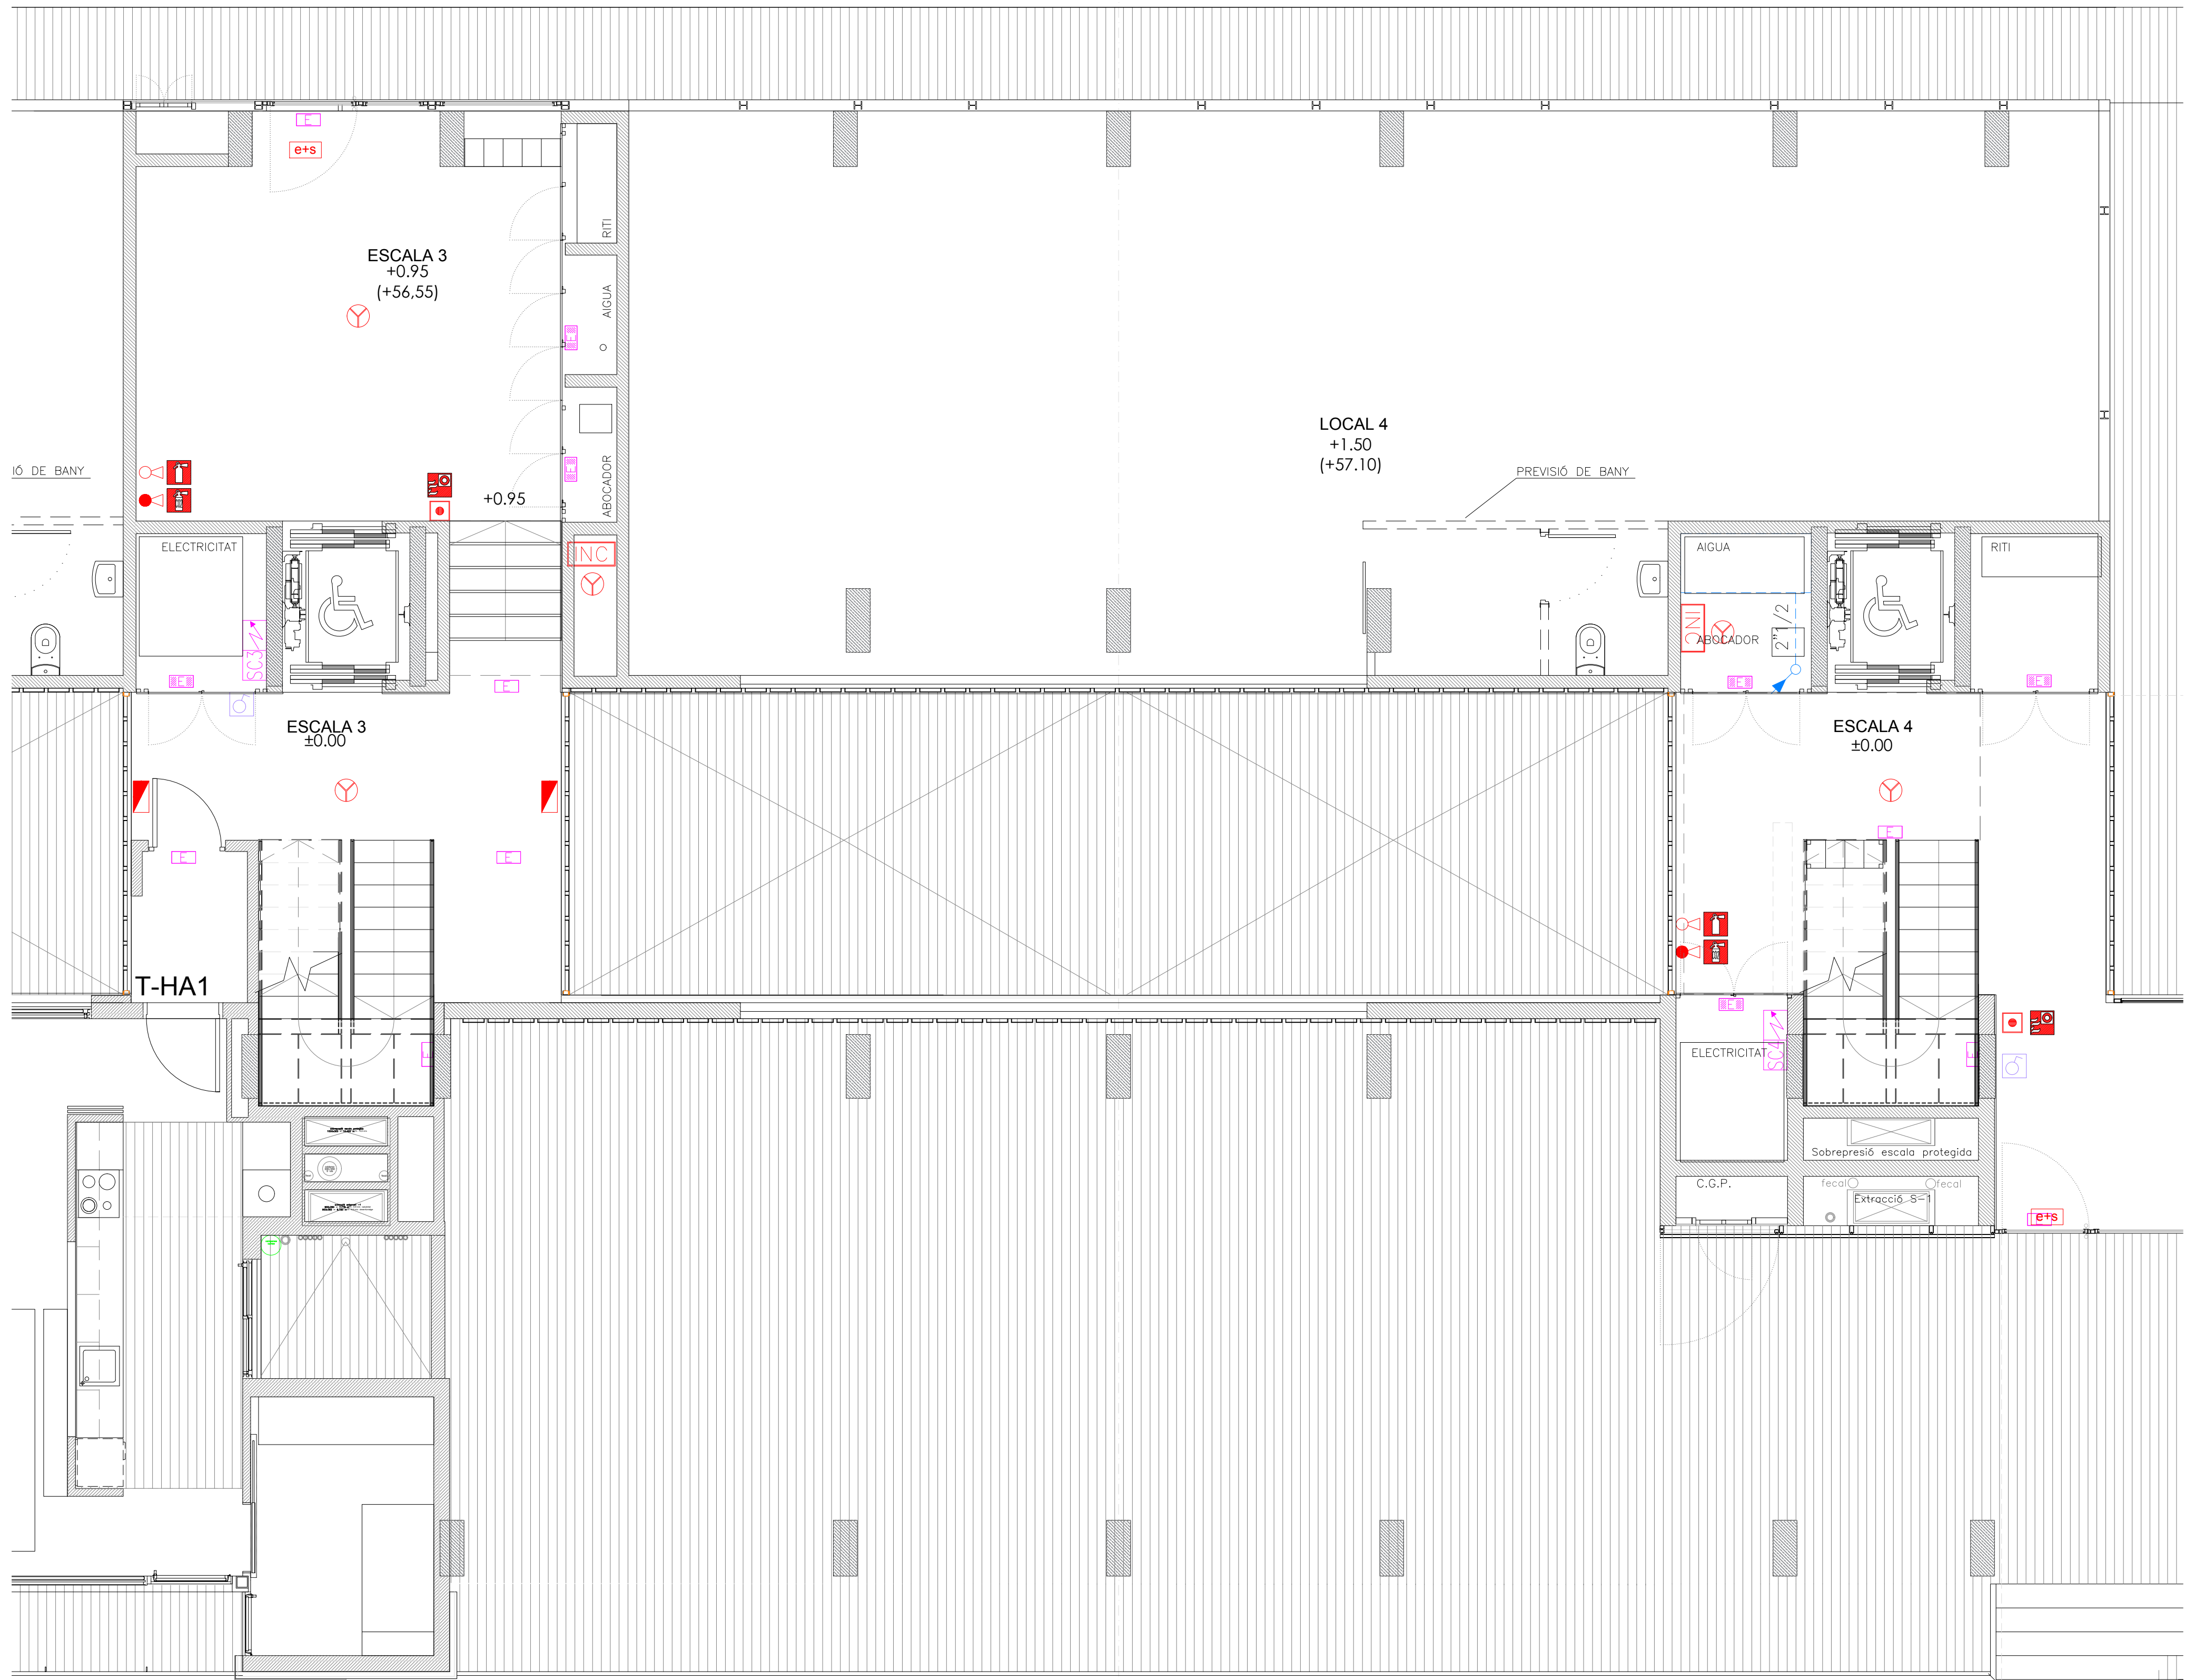 E
e+s
RITI
ESCALA 3
+0.95
(+56,55)
AIGUA
E
LOCAL 4
+1.50
(+57.10)
IÓ DE BANY
PREVISIÓ DE BANY
E
ABOCADOR
+0.95
ELECTRICITAT
INC
AIGUA
RITI
SC3
INC
ABOCADOR
2"1/2
E
E
E
E
ESCALA 3
±0.00
ESCALA 4
±0.00
E
E
E
T-HA1
E
E
SC4
ELECTRICITAT
E
Sobrepresió escala protegida
C.G.P.
fecal
fecal
Extracció S-1
E
e+s